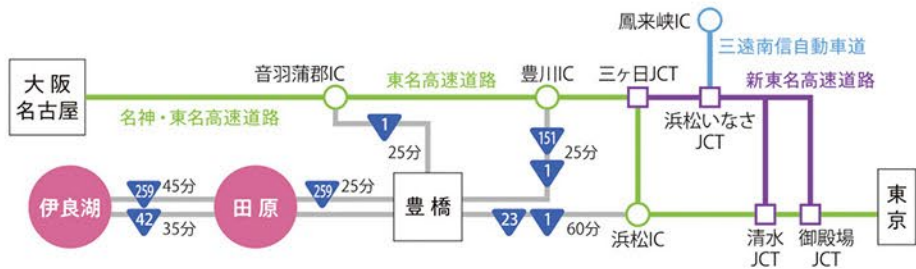 鳳来峡IC
三遠南信自動車道
大阪
名古屋
音羽蒲郡IC
東名高速道路
豊川IC
三ヶ日JCT
新東名高速道路
名神・東名高速道路
浜松いなさ
JCT
1
25分
151
25分
1
伊良湖
259
45分
42
35分
田原
259
25分
豊橋
23
1
60分
浜松IC
清水
JCT
御殿場
JCT
東京